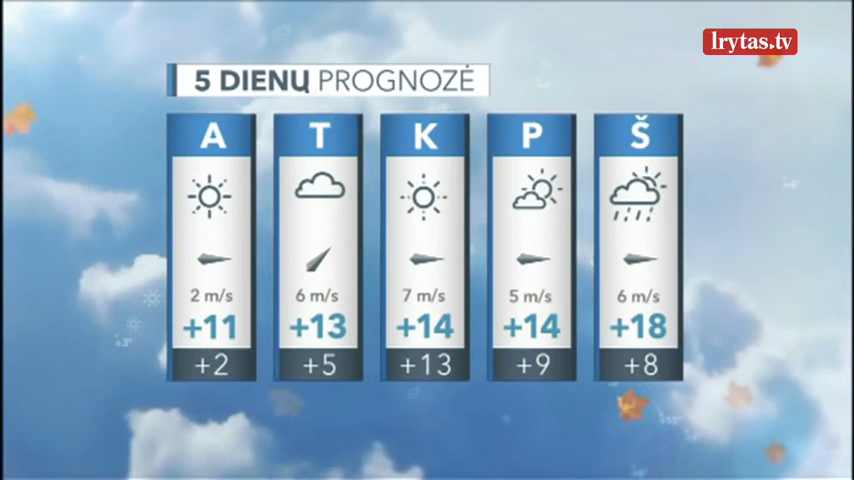 lrytas.tv
5 DIENŲ PROGNOZĖ
A T K P Š
2 m/s 6 m/s 7 m/s 5 m/s 6 m/s
+11 +13 +14 +14 +18
+2 +5 +13 +9 +8